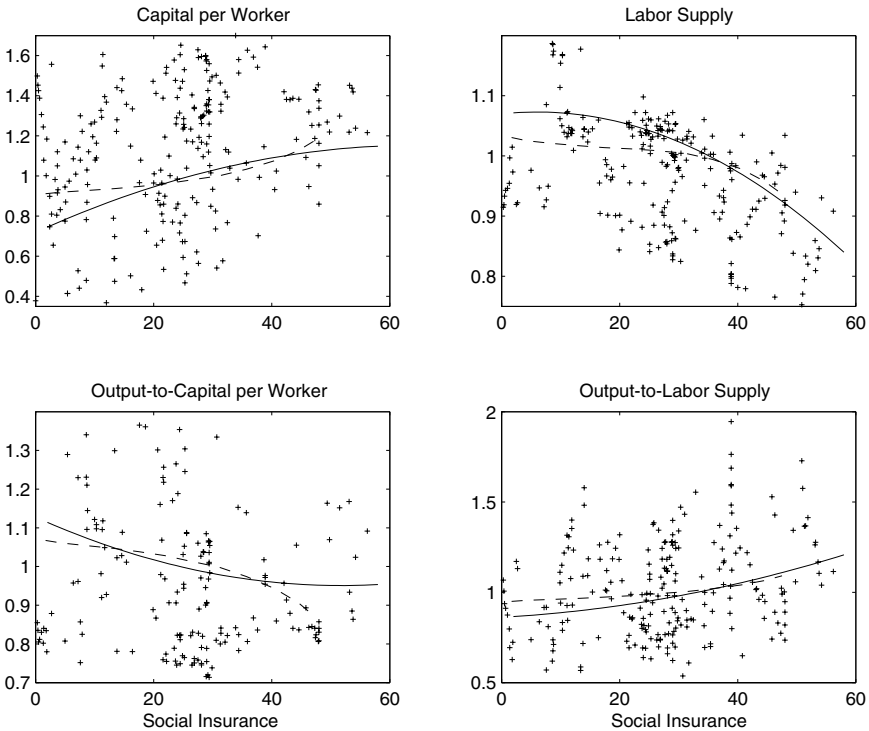 Capital per Worker
1.6
1.4
1.2
1
0.8
0.6
0.4
0 20 40 60
Labor Supply
1.1
1
0.9
0.8
0 20 40 60
Output-to-Capital per Worker
1.3
1.2
1.1
1
0.9
0.8
0.7
0 20 40 60
Social Insurance
Output-to-Labor Supply
2
1.5
1
0.5
0 20 40 60
Social Insurance